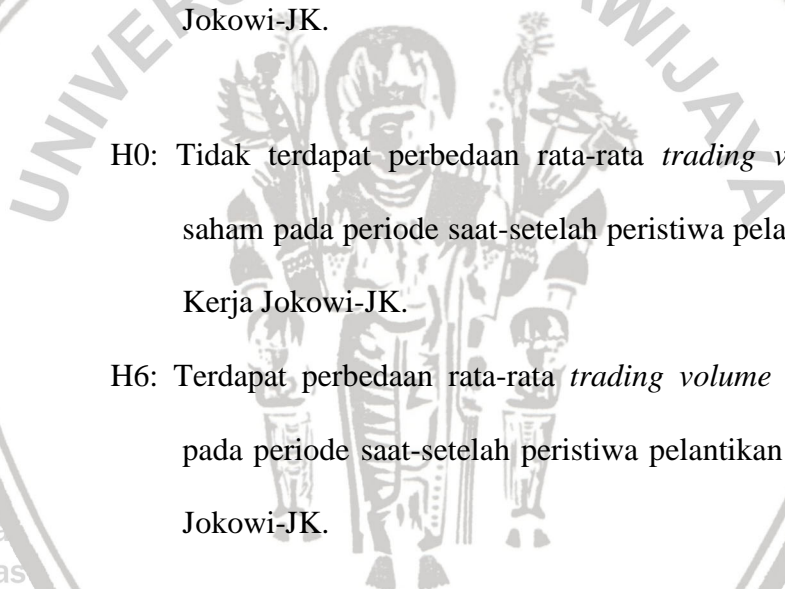 Jokowi-JK.
H0: Tidak terdapat perbedaan rata-rata trading
saham pada periode saat-setelah peristiwa
Kerja Jokowi-JK.
H6: Terdapat perbedaan rata-rata trading volume
pada periode saat-setelah peristiwa pelantikan
Jokowi-JK.